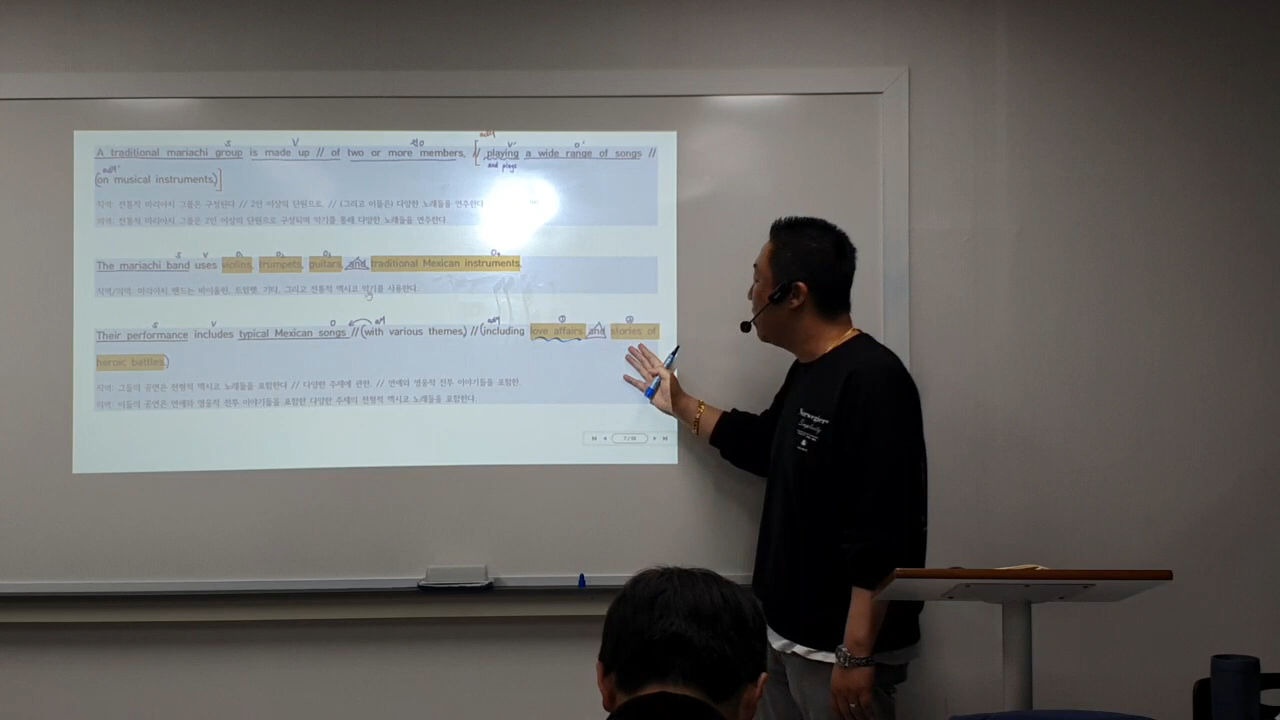 A traditional mariachi group is made up // of two or more members, // playing a wide range of songs //
and plays
(on musical instruments)]
직역: 전통적 마리아치 그룹은 구성된다 // 2인 이상의 단원으로, // (그리고 이들은) 다양한 노래들을 연주한다
의역: 전통적 마리아치 그룹은 2인 이상의 단원으로 구성되며 악기를 통해 다양한 노래들을 연주한다.
The mariachi band uses violins, trumpets, guitars, and traditional Mexican instruments.
직역/의역: 마리아치 밴드는 바이올린, 트럼펫, 기타, 그리고 전통적 멕시코 악기를 사용한다.
Their performance includes typical Mexican songs // (with various themes,) // (including love affairs and stories of
heroic battles.)
직역: 그들의 공연은 전형적 멕시코 노래들을 포함한다 // 다양한 주제에 관한, // 연애와 영웅적 전투 이야기들을 포함한.
의역: 이들의 공연은 연애와 영웅적 전투 이야기들을 포함한 다양한 주제의 전형적 멕시코 노래들을 포함한다.
Norwegian